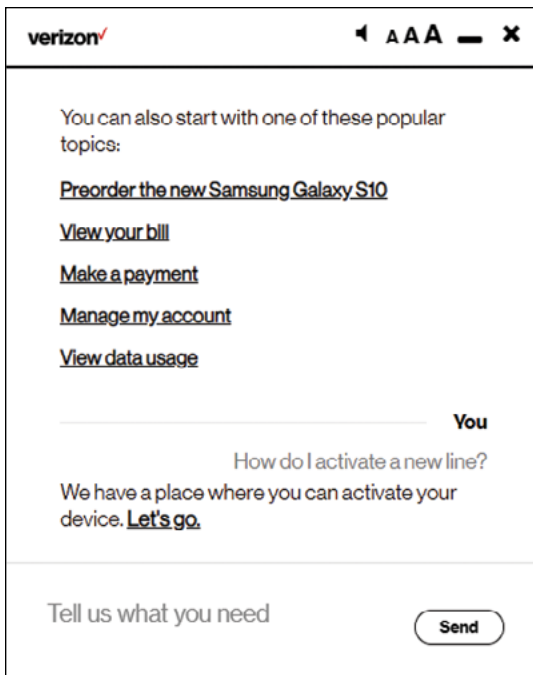 verizon
A A A
You can also start with one of these popular
topics:
Preorder the new Samsung Galaxy S10
View your bill
Make a payment
Manage my account
View data usage
You
How do I activate a new line?
We have a place where you can activate your
device. Let's go.
Tell us what you need
Send